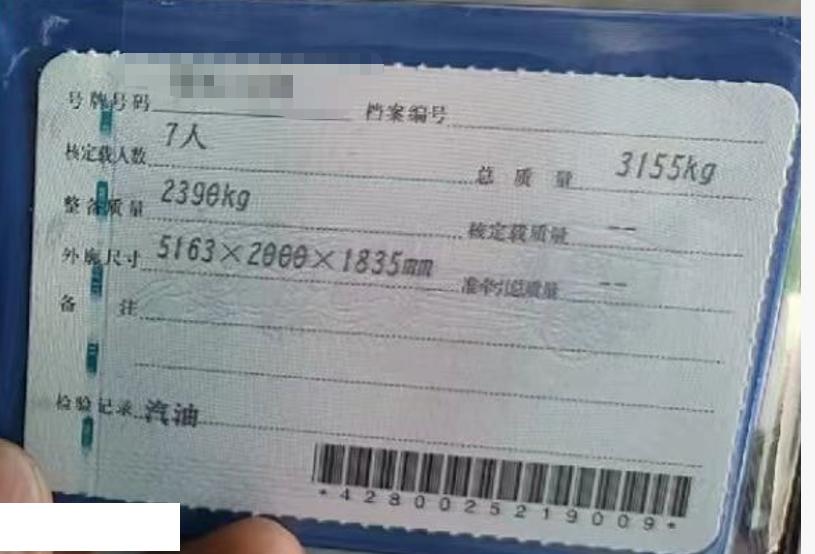 号牌号码 档案编号
核定载人数 7人 总质量 3155kg
整备质量 2390kg 核定载质量 --
外廓尺寸 5163×2000×1835mm 准牵引总质量 --
备注
检验记录 汽油
*4280025219009*